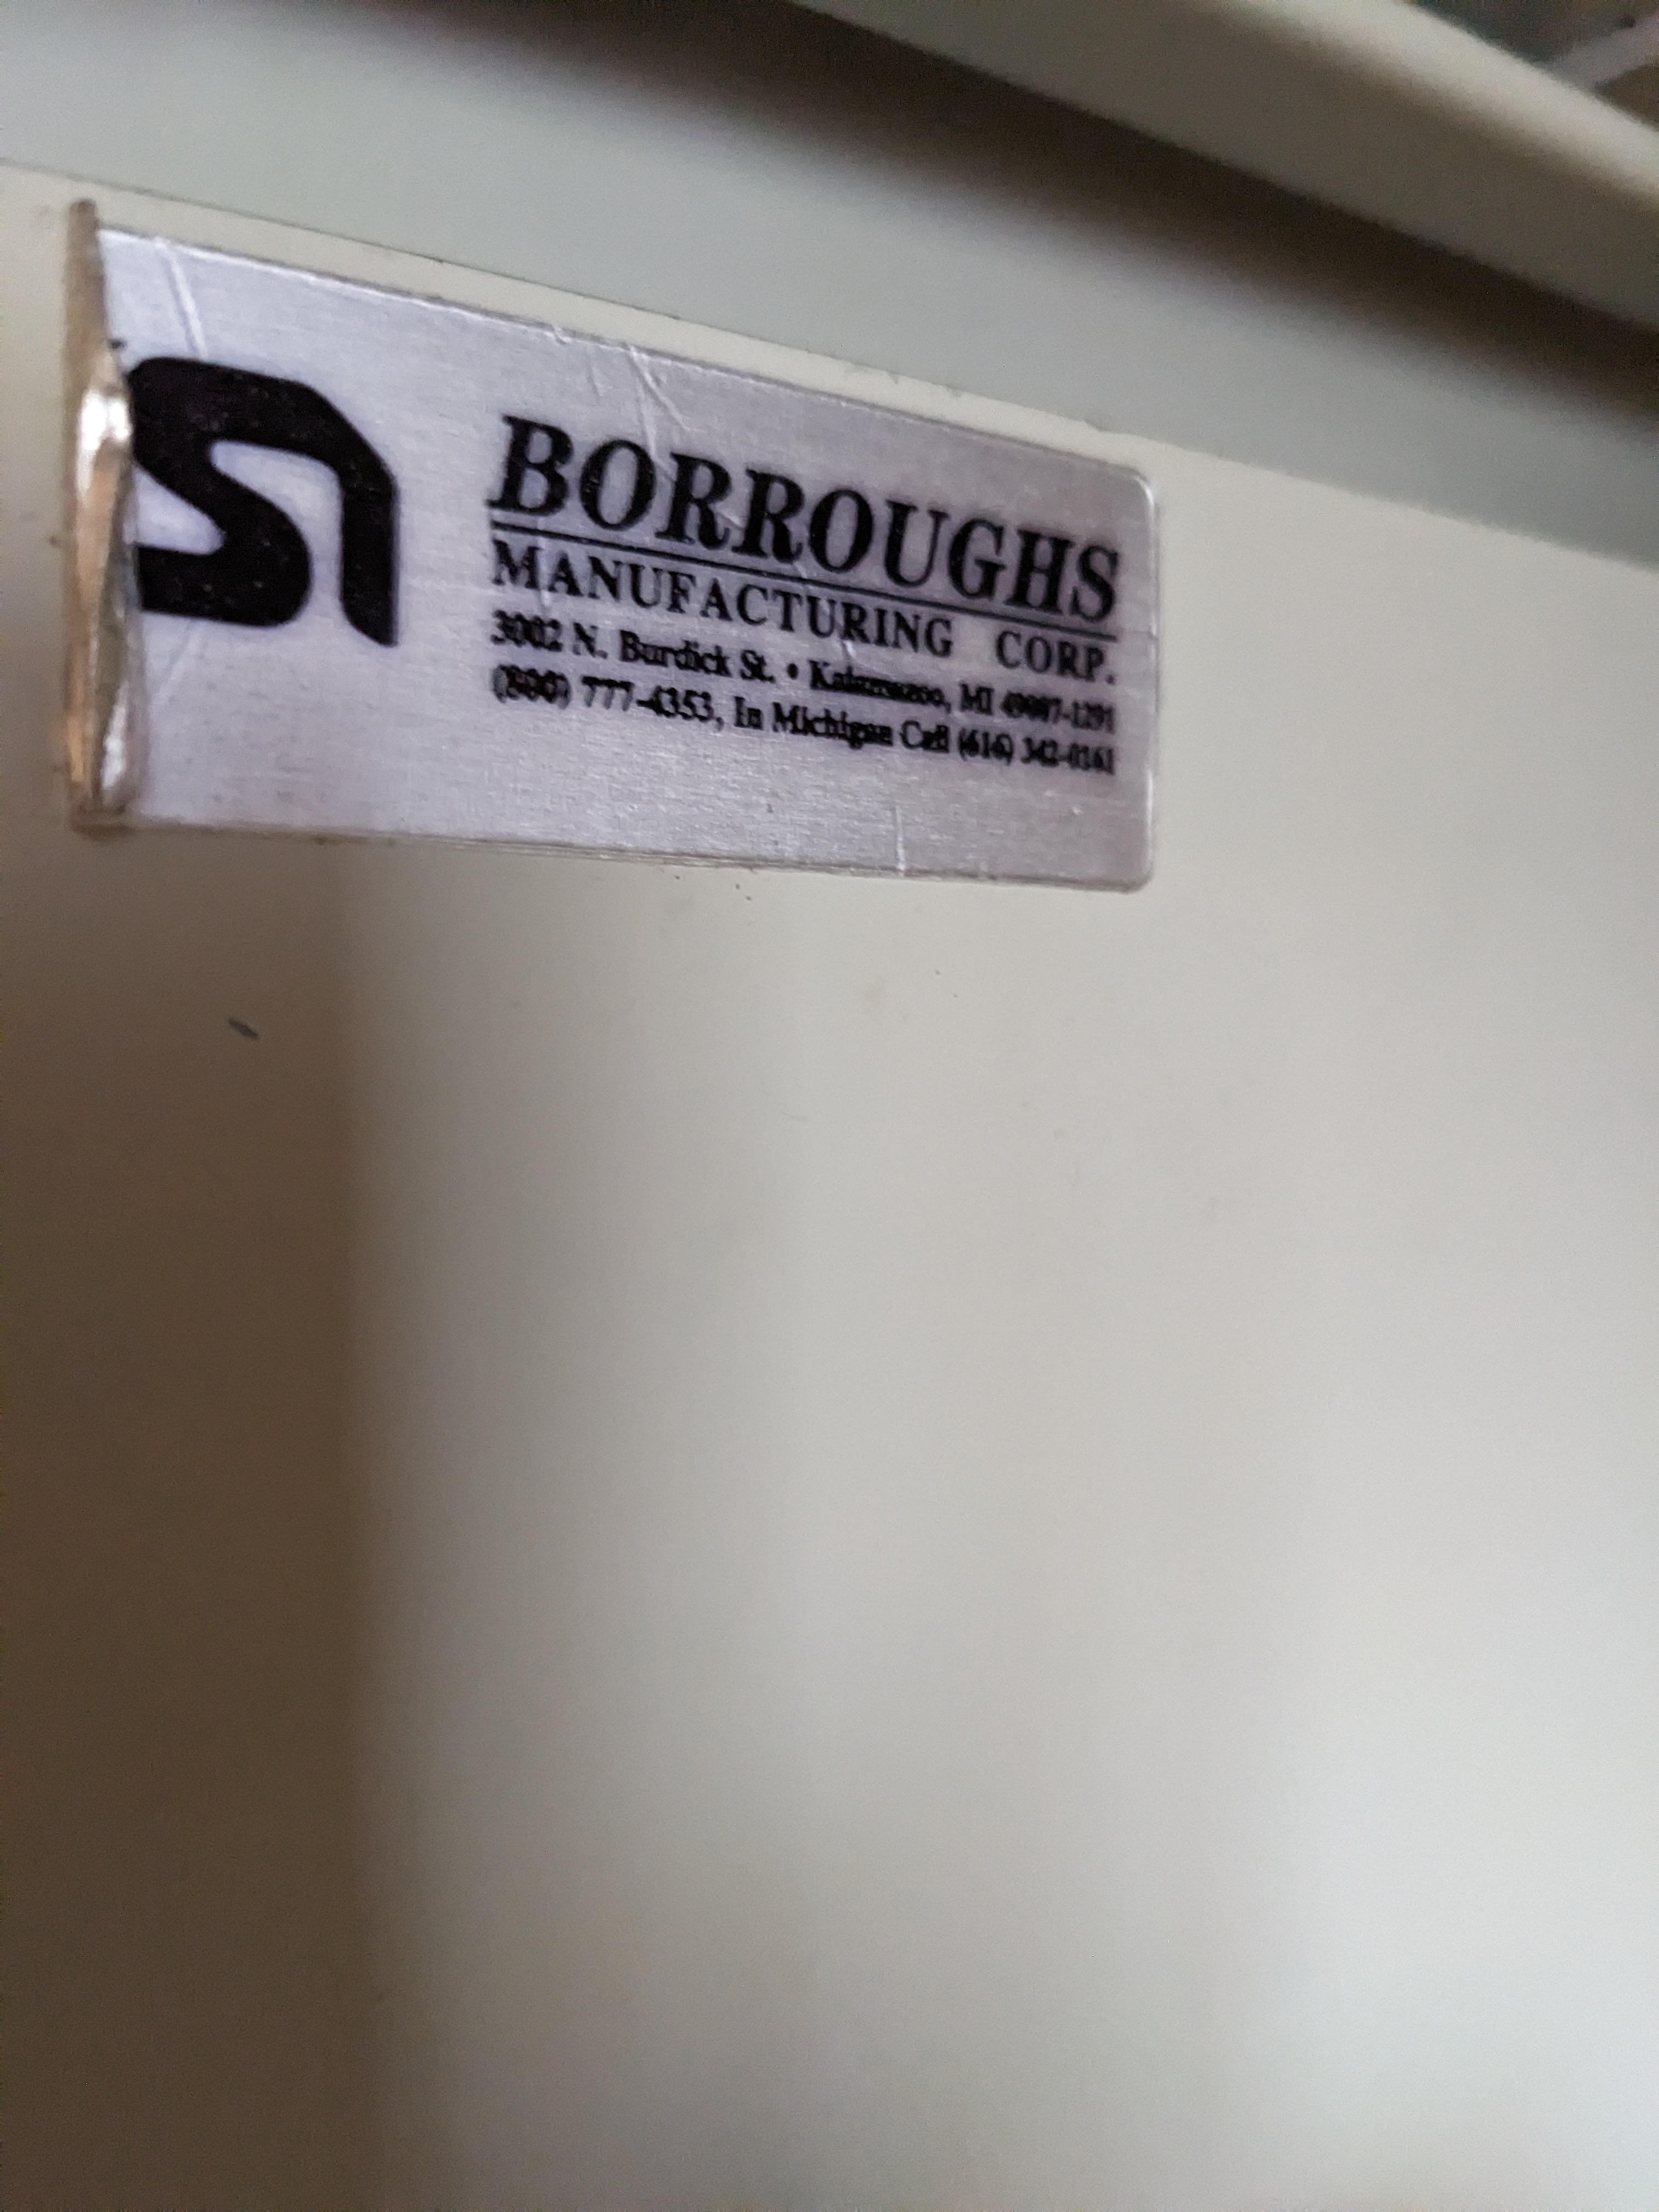 BORROUGHS
MANUFACTURING CORP.
3002 N. Burdick St. • Kalamazoo, MI 49007-1291
(800) 777-4353, In Michigan Call (616) 342-0161